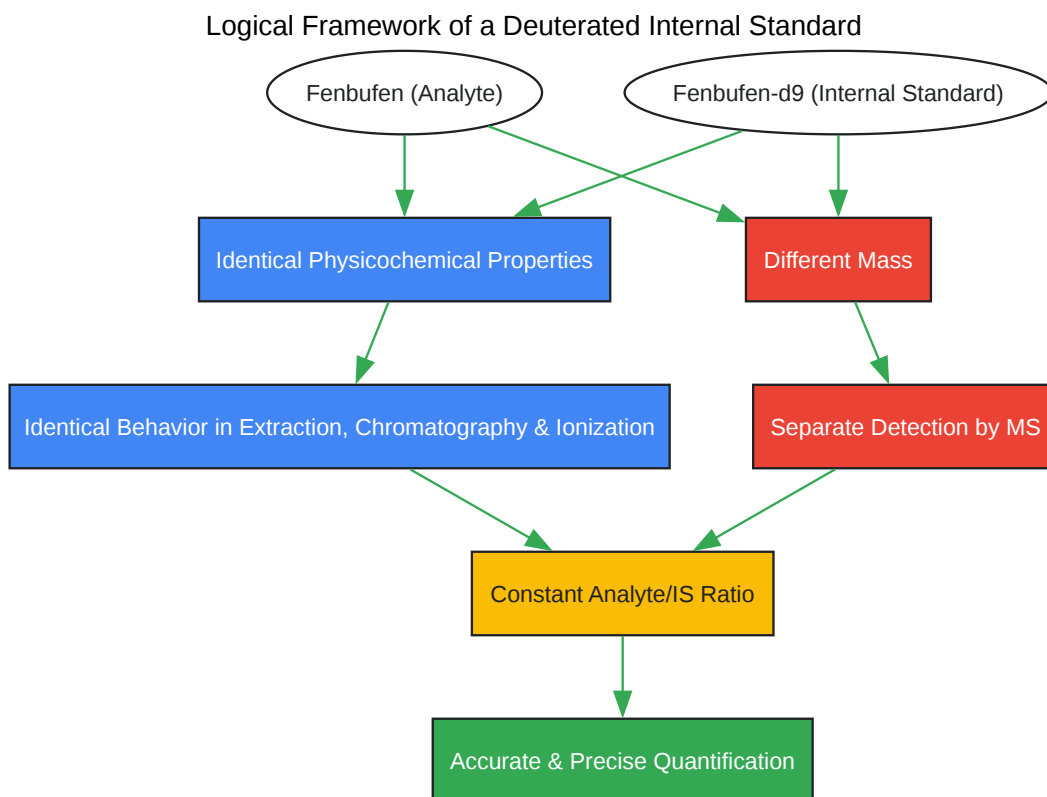 Logical Framework of a Deuterated Internal Standard
Fenbufen (Analyte)
Fenbufen-d9 (Internal Standard)
Identical Physicochemical Properties
Different Mass
Identical Behavior in Extraction, Chromatography & Ionization
Separate Detection by MS
Constant Analyte/IS Ratio
Accurate & Precise Quantification